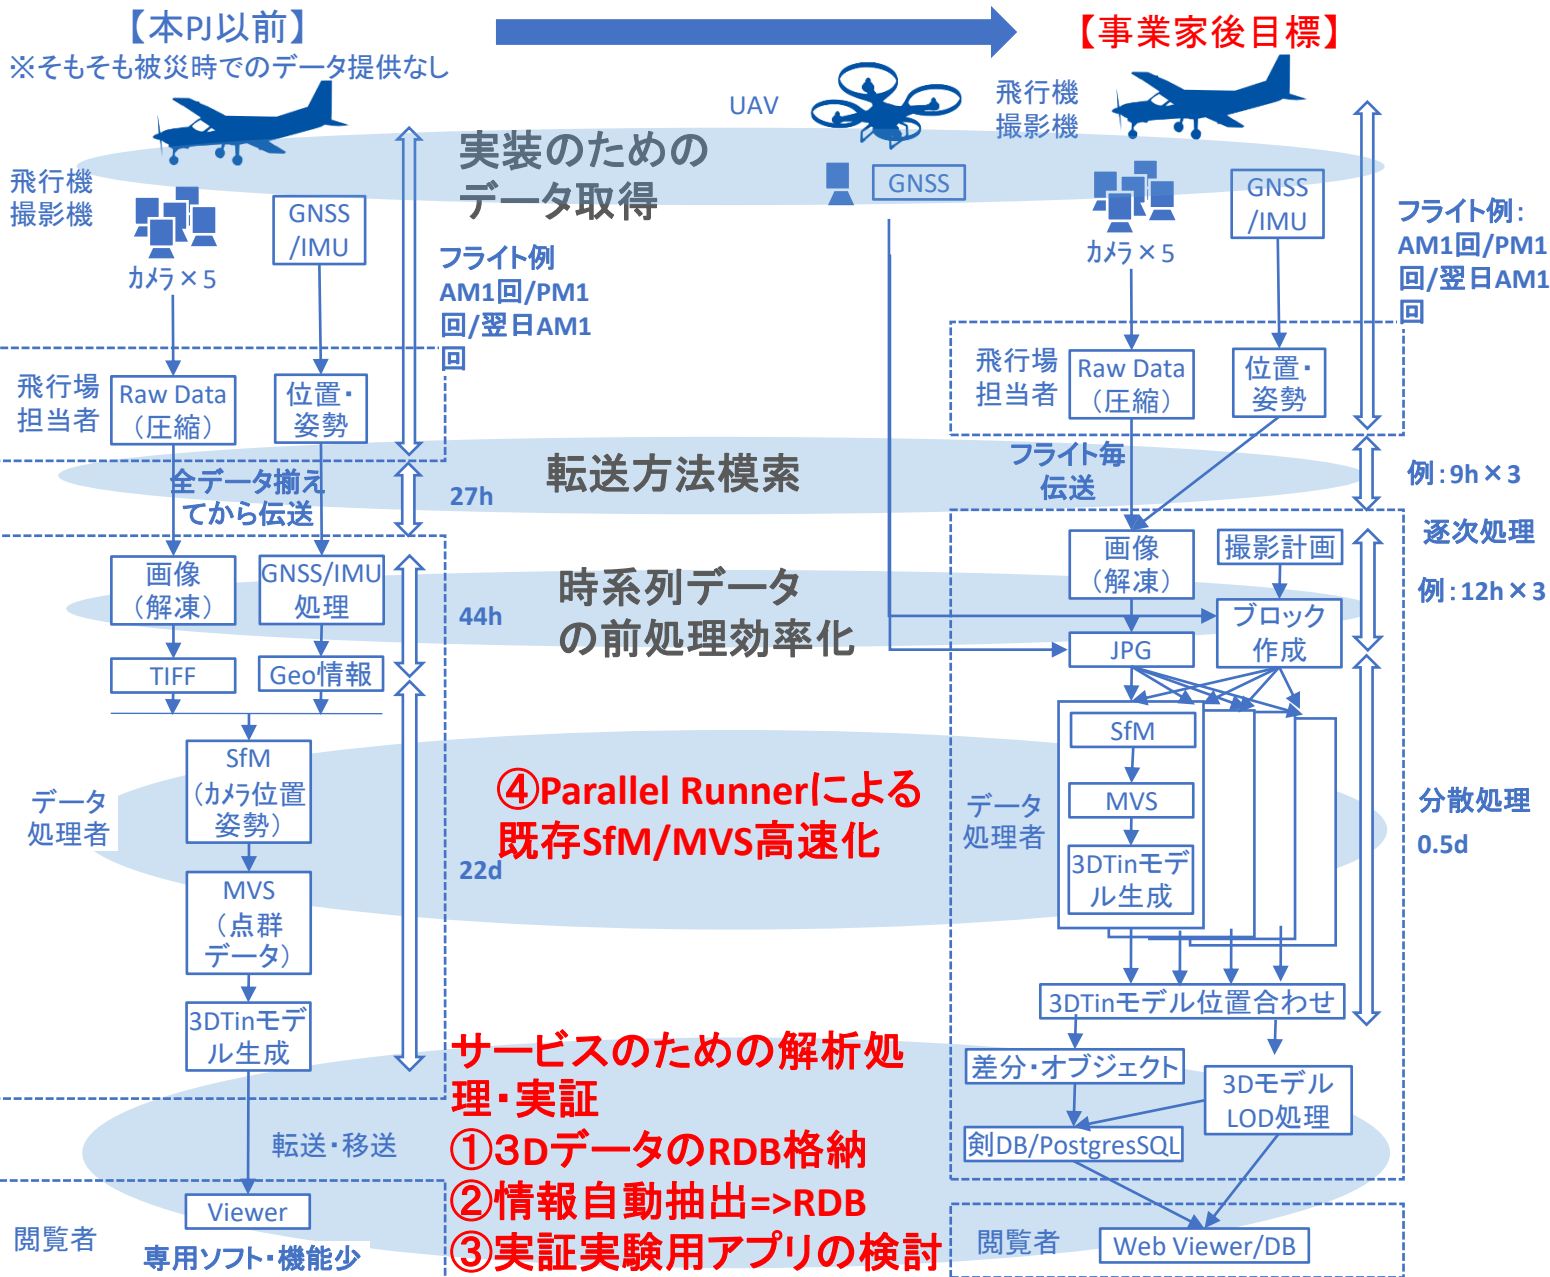 【本PJ以前】
※そもそも被災時でのデータ提供なし
飛行機
撮影機
カメラ×5
GNSS
/IMU
フライト例
AM1回/PM1
回/翌日AM1
回
飛行場
担当者
Raw Data
（圧縮）
位置・
姿勢
全データ揃え
てから伝送
27h
画像
（解凍）
GNSS/IMU
処理
44h
TIFF
Geo情報
データ
処理者
SfM
（カメラ位置
姿勢）
22d
MVS
（点群
データ）
3DTinモデ
ル生成
転送・移送
閲覧者
Viewer
専用ソフト・機能少
実装のための
データ取得
転送方法模索
時系列データ
の前処理効率化
④Parallel Runnerによる
既存SfM/MVS高速化
サービスのための解析処
理・実証
①３DデータのRDB格納
②情報自動抽出=>RDB
③実証実験用アプリの検討
【事業家後目標】
UAV
GNSS
飛行機
撮影機
カメラ×5
GNSS
/IMU
フライト例：
AM1回/PM1
回/翌日AM1
回
飛行場
担当者
Raw Data
（圧縮）
位置・
姿勢
フライト毎
伝送
例：9h×3
逐次処理
例：12h×3
画像
（解凍）
撮影計画
JPG
ブロック
作成
データ
処理者
SfM
MVS
3DTinモデ
ル生成
分散処理
0.5d
3DTinモデル位置合わせ
差分・オブジェクト
3Dモデル
LOD処理
剣DB/PostgresSQL
閲覧者
Web Viewer/DB